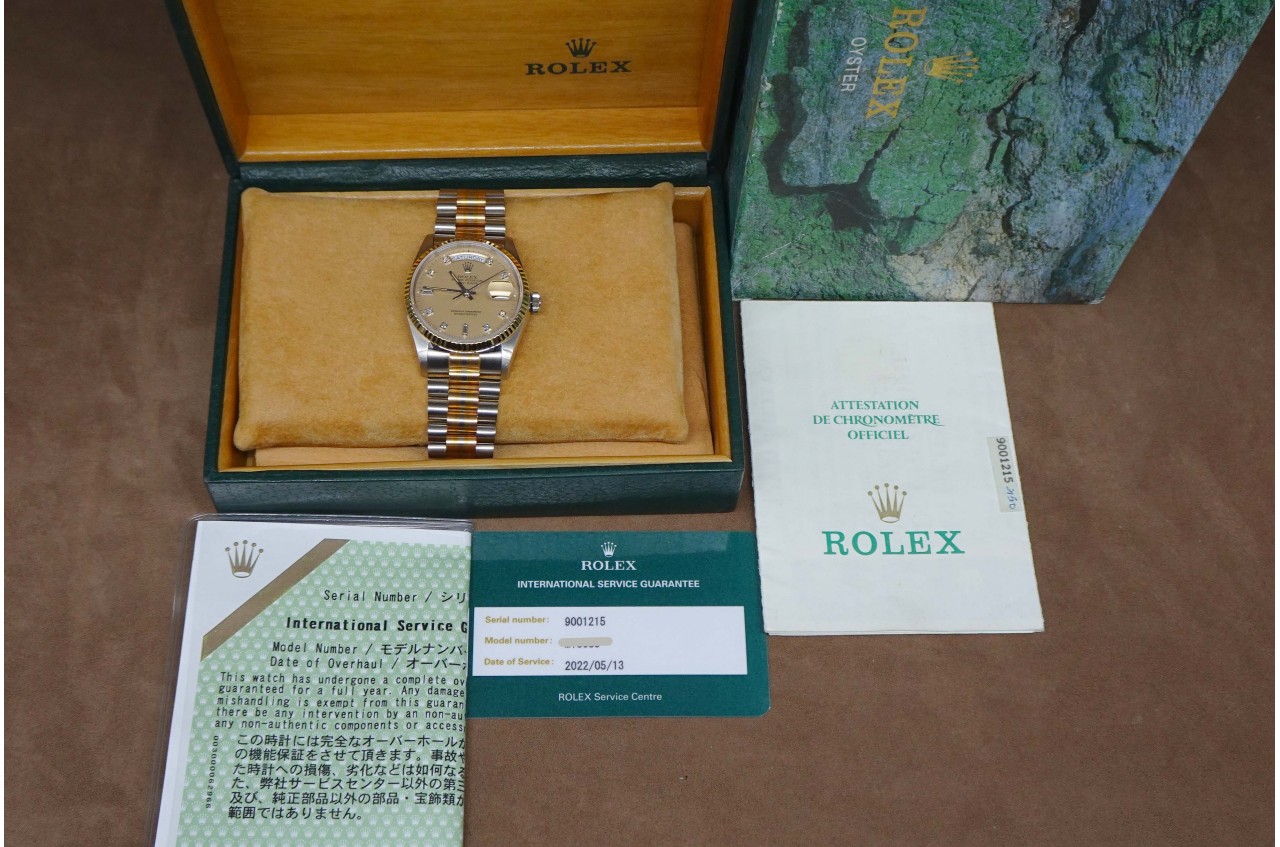 ROLEX
ROLEX
OYSTER
ROLEX
ATTESTATION
DE CHRONOMÈTRE
OFFICIEL
9001215
ROLEX
Serial Number / シリ
International Service G
Model Number / モデルナンバ
Date of Overhaul / オーバー
This watch has undergone a complete ov
guaranteed for a full year. Any damage
mishandling is exempt from this guaran
there be any intervention by an non-au
any non-authentic components or access
この時計には完全なオーバーホールが
の機能保証をさせて頂きます。事故や
た時計への損傷、劣化などは如何なる
た、弊社サービスセンター以外の第三
及び、純正部品以外の部品・宝飾類が
範囲ではありません。
ROLEX
INTERNATIONAL SERVICE GUARANTEE
Serial number: 9001215
Model number:
Date of Service: 2022/05/13
ROLEX Service Centre